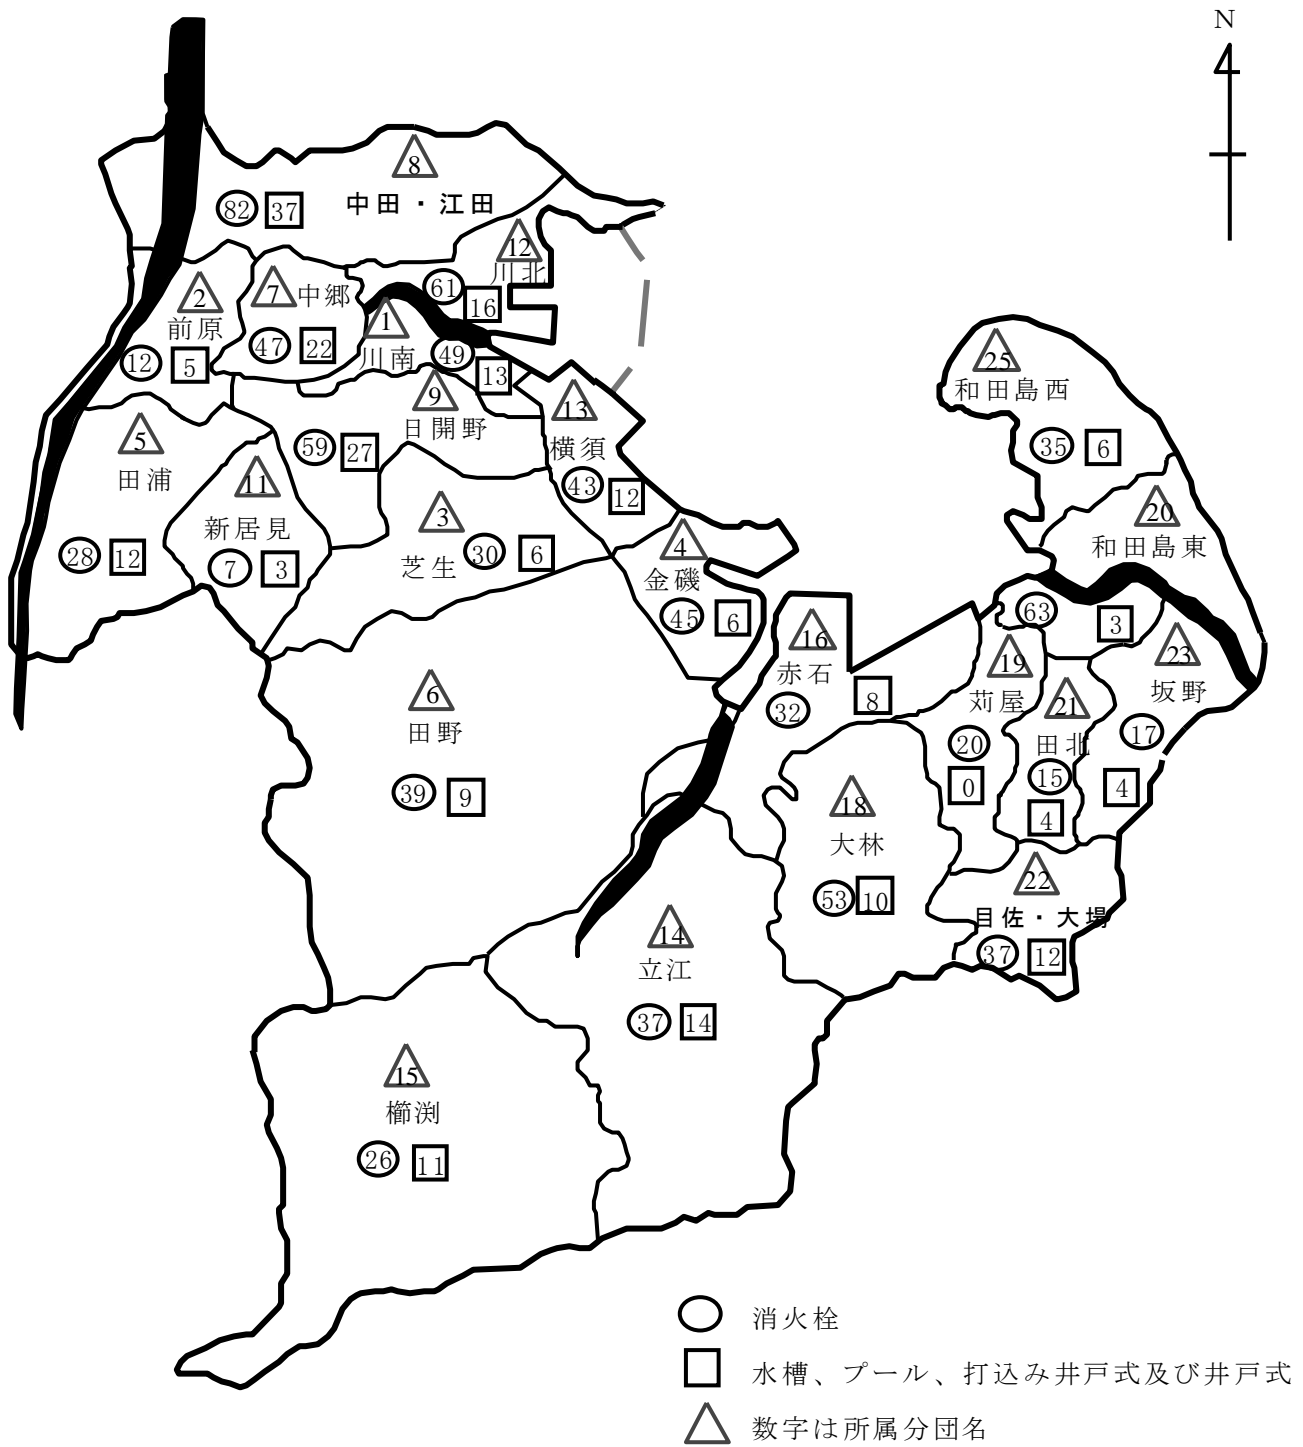 N
8
中田・江田
82 37
12
川北
61 16
2
前原
12 5
7 中郷
47 22
1
川南
49 13
9
日開野
59 27
13
横須
43 12
25
和田島西
35 6
5
田浦
28 12
11
新居見
7 3
3
芝生
30 6
4
金磯
45 6
20
和田島東
63 3
16
赤石
32 8
19
苅屋
20
0
21
田北
15
4
23
坂野
17
4
6
田野
39 9
18
大林
53 10
22
目佐・大場
37 12
14
立江
37 14
15
櫛渕
26 11
消火栓
水槽、プール、打込み井戸式及び井戸式
数字は所属分団名